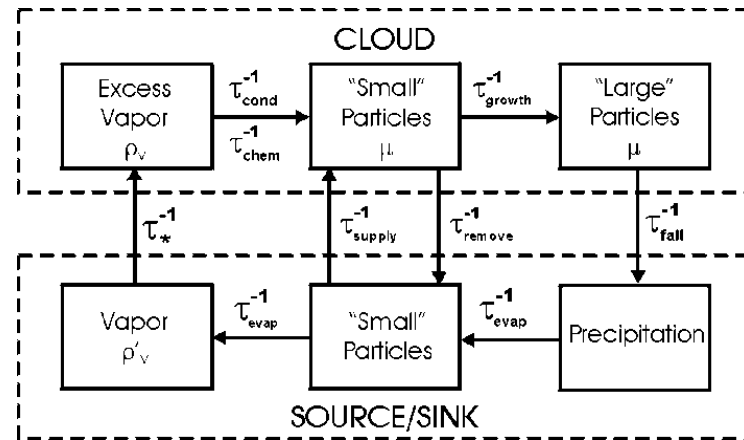 CLOUD
Excess
Vapor
ρᵥ
τ⁻¹cond
τ⁻¹chem
“Small”
Particles
μ
τ⁻¹growth
“Large”
Particles
μ
τ⁻¹*
τ⁻¹supply
τ⁻¹remove
τ⁻¹fall
Vapor
ρ′ᵥ
τ⁻¹evap
“Small”
Particles
τ⁻¹evap
Precipitation
SOURCE/SINK